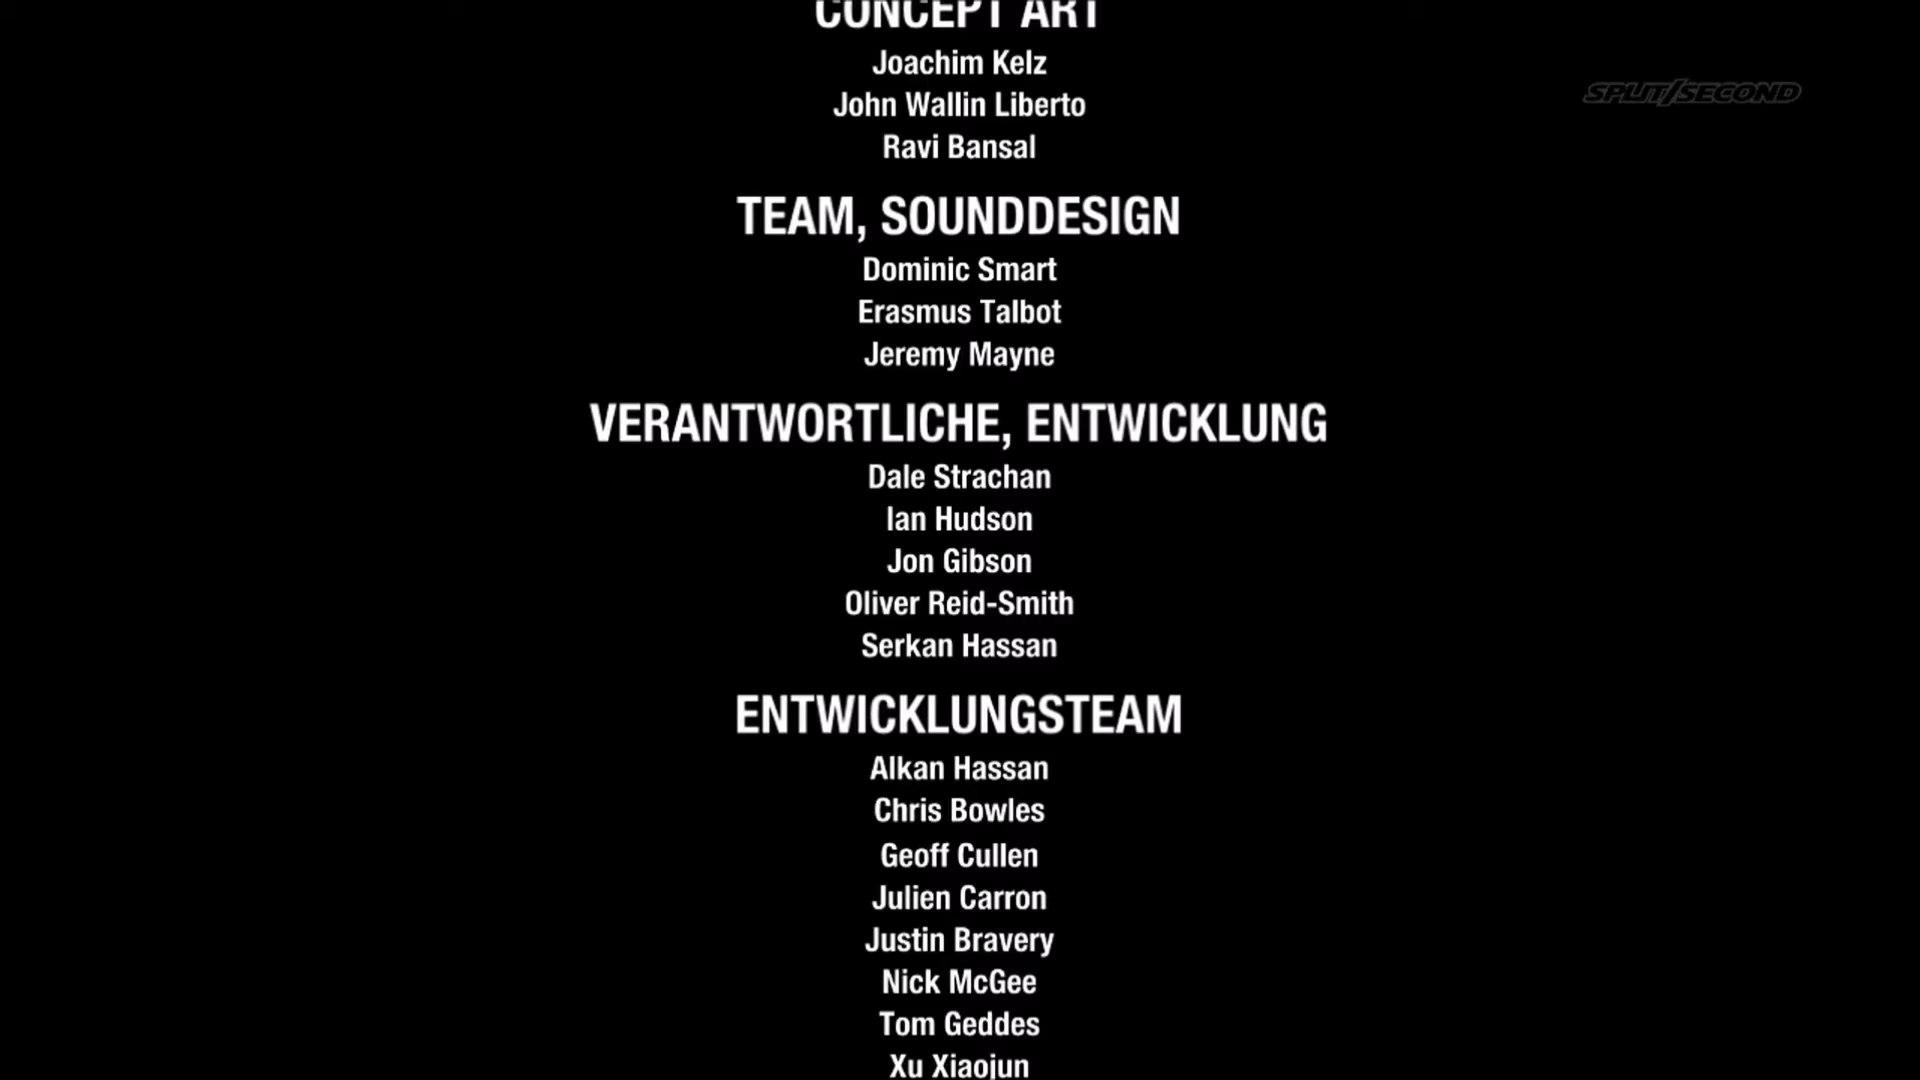 CONCEPT ART
Joachim Kelz
SPLIT/SECOND
John Wallin Liberto
Ravi Bansal
TEAM, SOUNDDESIGN
Dominic Smart
Erasmus Talbot
Jeremy Mayne
VERANTWORTLICHE, ENTWICKLUNG
Dale Strachan
Ian Hudson
Jon Gibson
Oliver Reid-Smith
Serkan Hassan
ENTWICKLUNGSTEAM
Alkan Hassan
Chris Bowles
Geoff Cullen
Julien Carron
Justin Bravery
Nick McGee
Tom Geddes
Xu Xiaojun